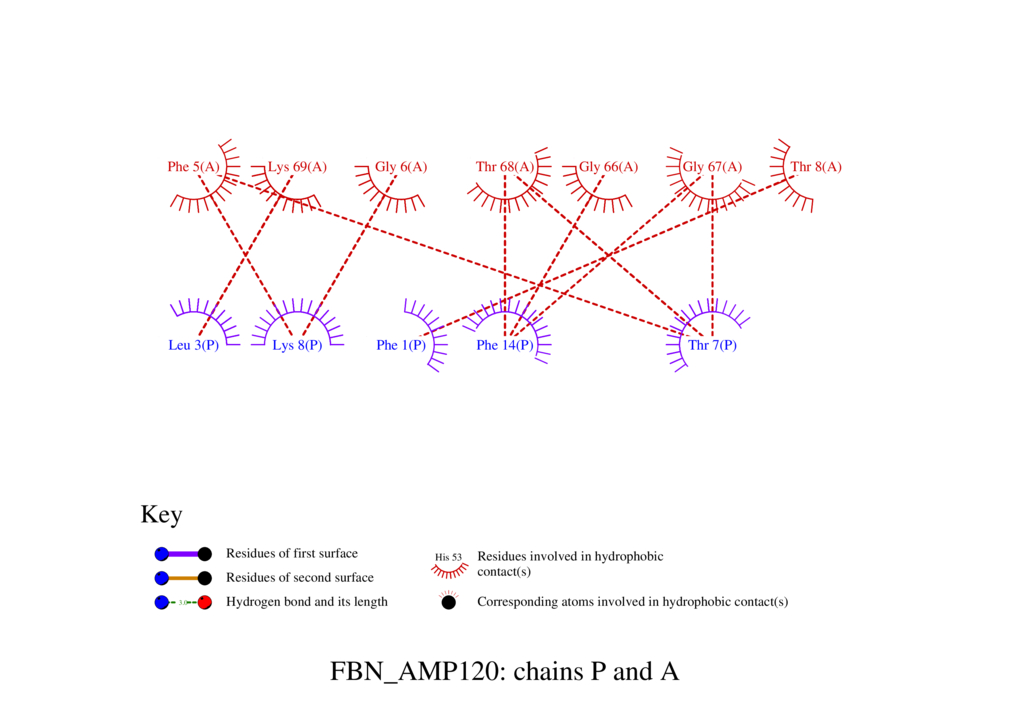 Phe 5(A) Lys 69(A) Gly 6(A) Thr 68(A) Gly 66(A) Gly 67(A) Thr 8(A)
Leu 3(P) Lys 8(P) Phe 1(P) Phe 14(P) Thr 7(P)
Key
Residues of first surface
Residues of second surface
3.0 Hydrogen bond and its length
His 53 Residues involved in hydrophobic
contact(s)
Corresponding atoms involved in hydrophobic contact(s)
FBN_AMP120: chains P and A